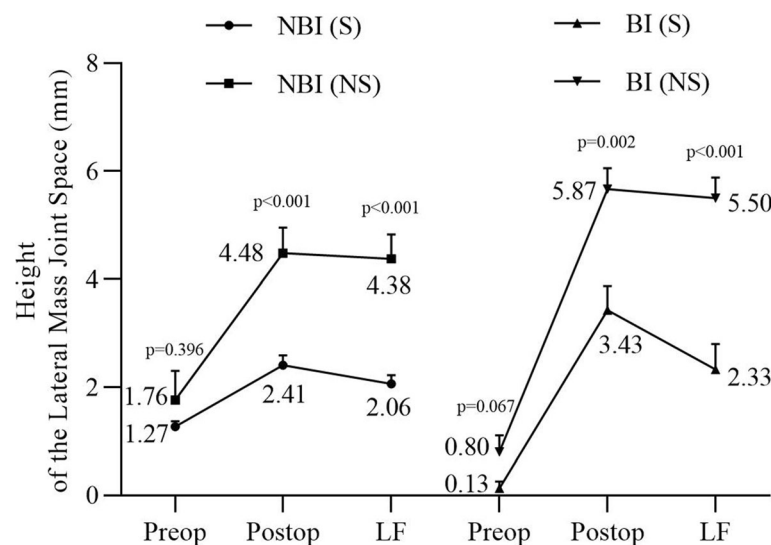 NBI (S)
BI (S)
NBI (NS)
BI (NS)
Height
of the Lateral Mass Joint Space (mm)
8
6
4
2
0
p=0.396
p<0.001
p<0.001
p=0.067
p=0.002
p<0.001
1.76
4.48
4.38
1.27
2.41
2.06
0.80
5.87
5.50
0.13
3.43
2.33
Preop
Postop
LF
Preop
Postop
LF